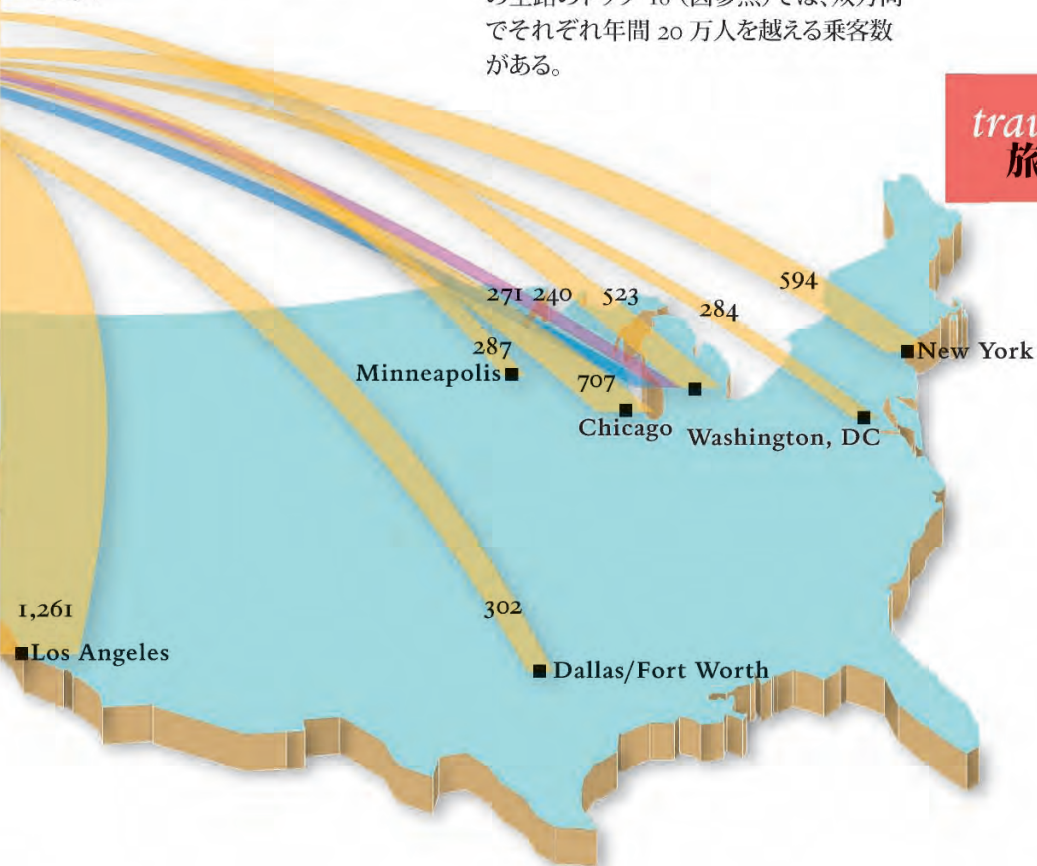 でそれぞれ年間 20 万人を越える乗客数
がある。
旅
594
271 240 523
284
287
New York
Minneapolis
707
Chicago
Washington, DC
1,261
302
Los Angeles
Dallas/Fort Worth